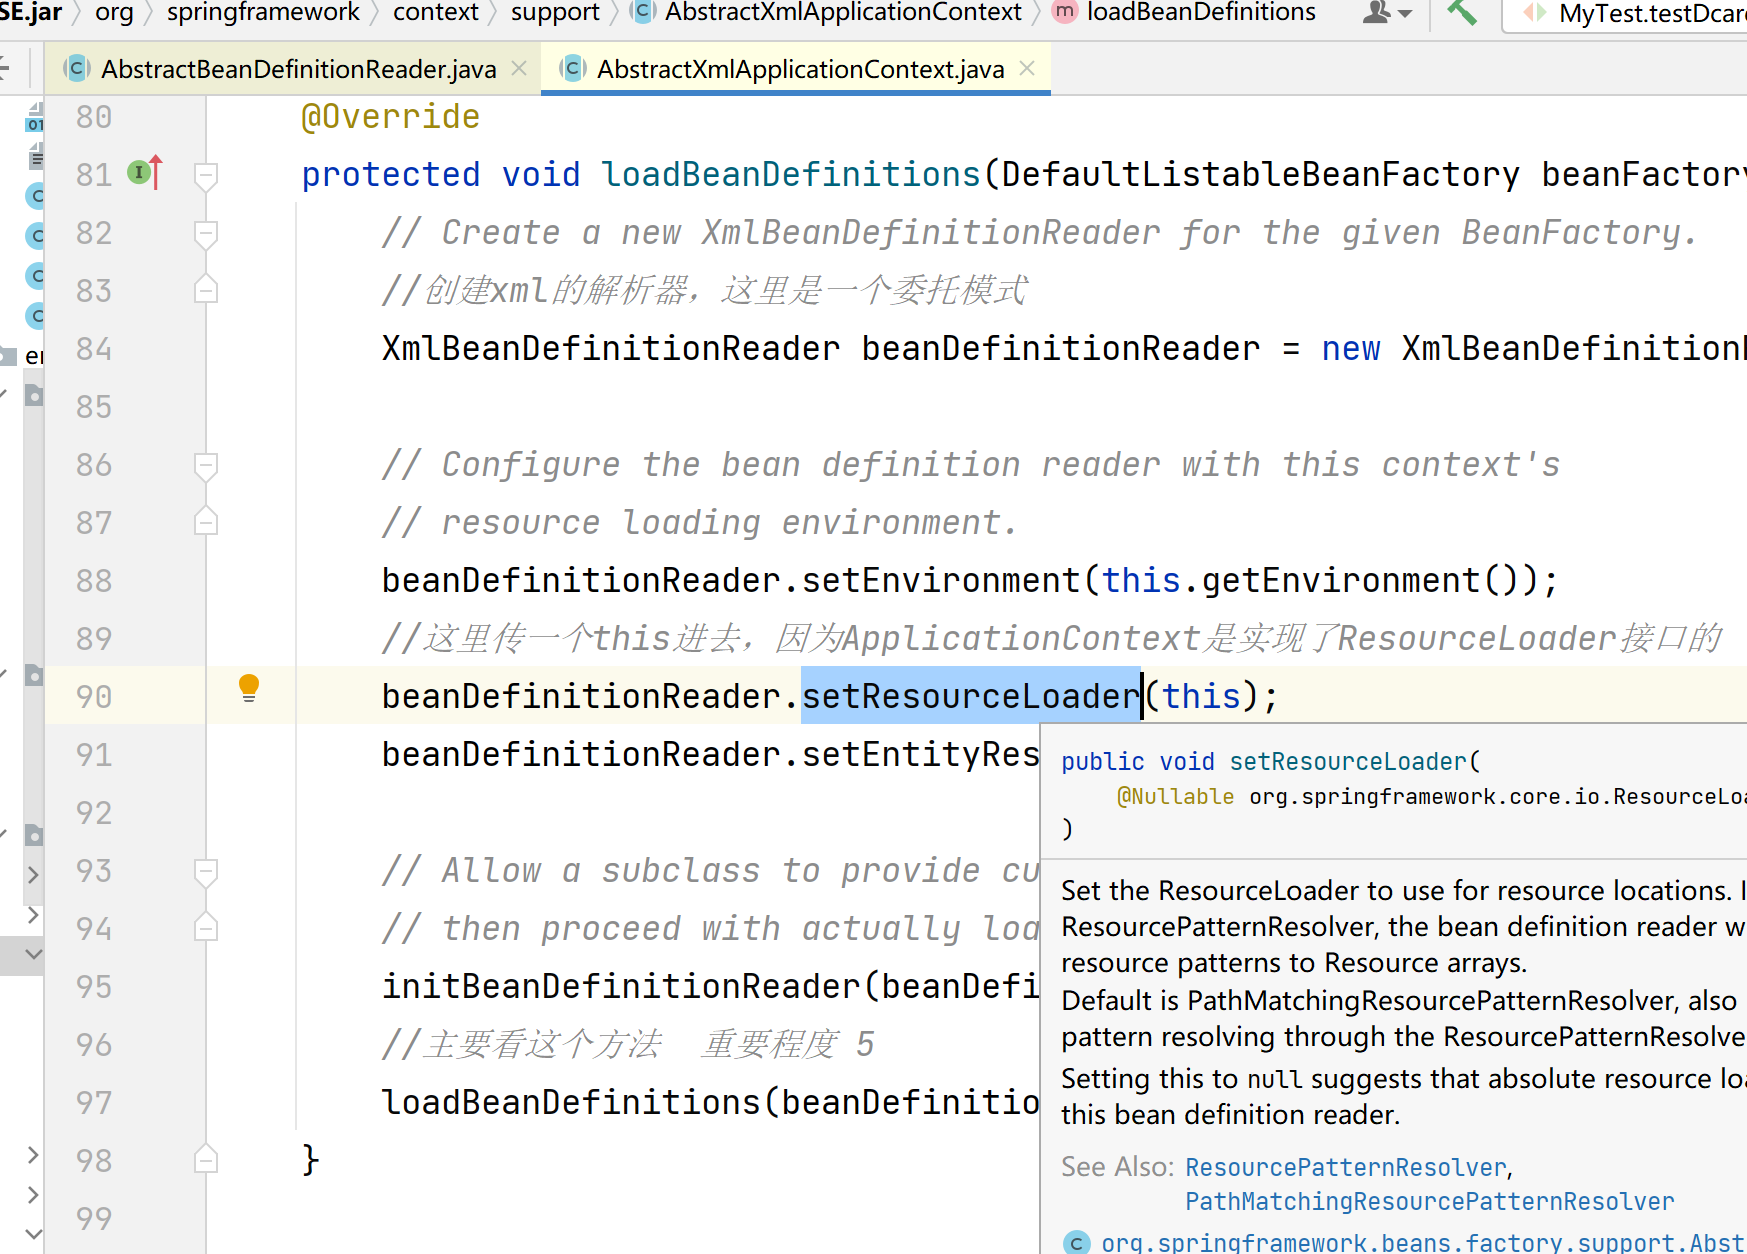 SE.jar org springframework context support AbstractXmlApplicationContext loadBeanDefinitions MyTest.testDcar
AbstractBeanDefinitionReader.java AbstractXmlApplicationContext.java
80 @Override
81 protected void loadBeanDefinitions(DefaultListableBeanFactory beanFactory
82 // Create a new XmlBeanDefinitionReader for the given BeanFactory.
83 //创建xml的解析器，这里是一个委托模式
84 XmlBeanDefinitionReader beanDefinitionReader = new XmlBeanDefinition
85
86 // Configure the bean definition reader with this context's
87 // resource loading environment.
88 beanDefinitionReader.setEnvironment(this.getEnvironment());
89 //这里传一个this进去，因为ApplicationContext是实现了ResourceLoader接口的
90 beanDefinitionReader.setResourceLoader(this);
91 beanDefinitionReader.setEntityRes
92
93 // Allow a subclass to provide cu
94 // then proceed with actually loa
95 initBeanDefinitionReader(beanDefi
96 //主要看这个方法 重要程度 5
97 loadBeanDefinitions(beanDefinitio
98 }
99
public void setResourceLoader(
@Nullable org.springframework.core.io.ResourceLoa
)
Set the ResourceLoader to use for resource locations. I
ResourcePatternResolver, the bean definition reader w
resource patterns to Resource arrays.
Default is PathMatchingResourcePatternResolver, also
pattern resolving through the ResourcePatternResolve
Setting this to null suggests that absolute resource loa
this bean definition reader.
See Also: ResourcePatternResolver,
PathMatchingResourcePatternResolver
org.springframework.beans.factory.support.Abst